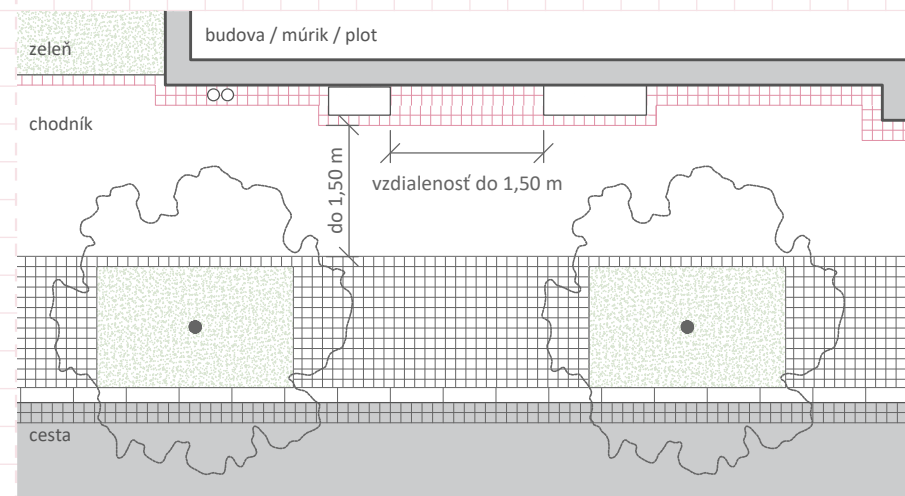 budova / múrik / plot
zeleň
chodník
do 1,50 m
vzdialenosť do 1,50 m
cesta